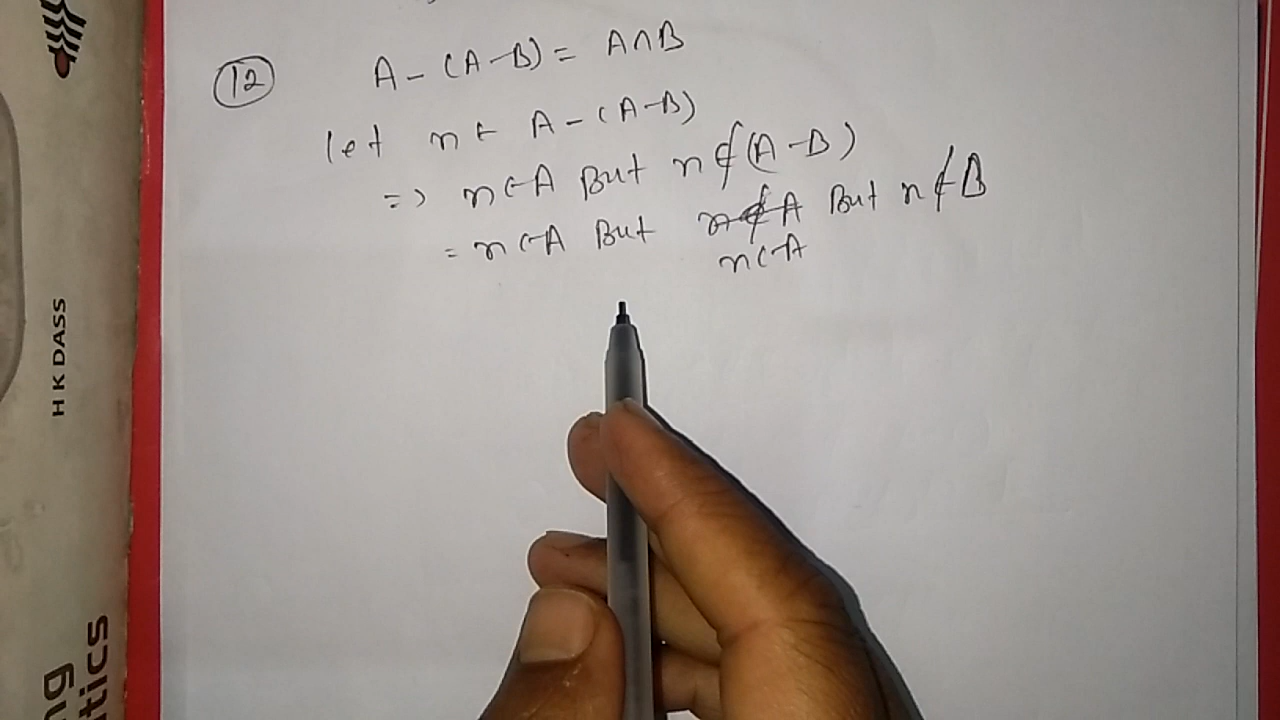 12 A - (A-B) = A∩B
let n ∈ A - (A-B)
=> n ∈ A But n ∉ (A-B)
= n ∈ A But n ∉ A But n ∉ B
n ∈ A
H K DASS
ng
tics